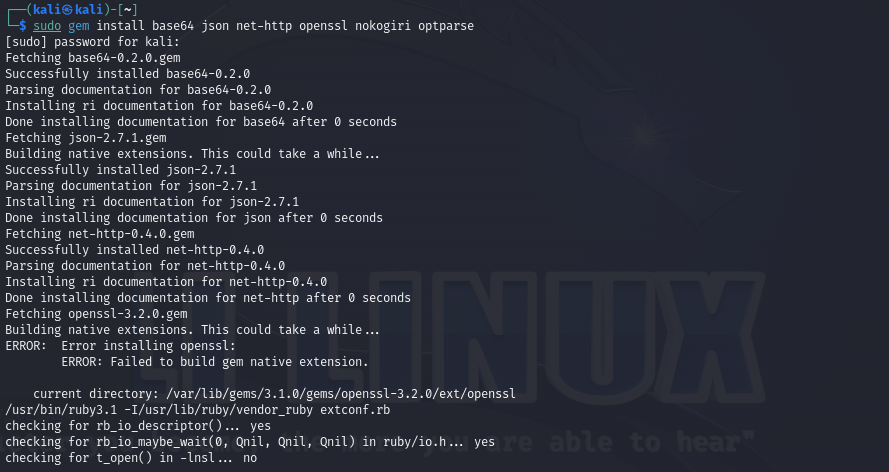 ┌──(kali㉿kali)-[~]
└─$ sudo gem install base64 json net-http openssl nokogiri optparse
[sudo] password for kali:
Fetching base64-0.2.0.gem
Successfully installed base64-0.2.0
Parsing documentation for base64-0.2.0
Installing ri documentation for base64-0.2.0
Done installing documentation for base64 after 0 seconds
Fetching json-2.7.1.gem
Building native extensions. This could take a while...
Successfully installed json-2.7.1
Parsing documentation for json-2.7.1
Installing ri documentation for json-2.7.1
Done installing documentation for json after 0 seconds
Fetching net-http-0.4.0.gem
Successfully installed net-http-0.4.0
Parsing documentation for net-http-0.4.0
Installing ri documentation for net-http-0.4.0
Done installing documentation for net-http after 0 seconds
Fetching openssl-3.2.0.gem
Building native extensions. This could take a while...
ERROR:  Error installing openssl:
        ERROR: Failed to build gem native extension.

    current directory: /var/lib/gems/3.1.0/gems/openssl-3.2.0/ext/openssl
/usr/bin/ruby3.1 -I/usr/lib/ruby/vendor_ruby extconf.rb
checking for rb_io_descriptor()... yes
checking for rb_io_maybe_wait(0, Qnil, Qnil, Qnil) in ruby/io.h... yes
checking for t_open() in -lnsl... no
LINUX
the more you are able to hear"